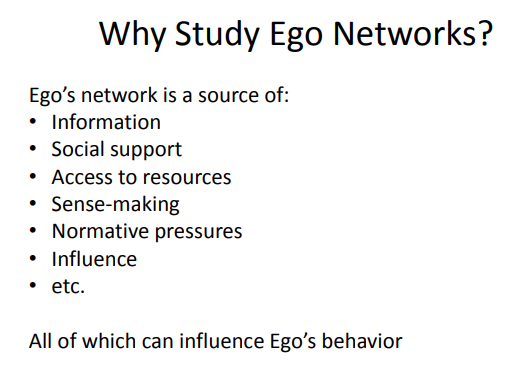 Why Study Ego Networks?
Ego’s network is a source of:
• Information
• Social support
• Access to resources
• Sense-making
• Normative pressures
• Influence
• etc.
All of which can influence Ego’s behavior